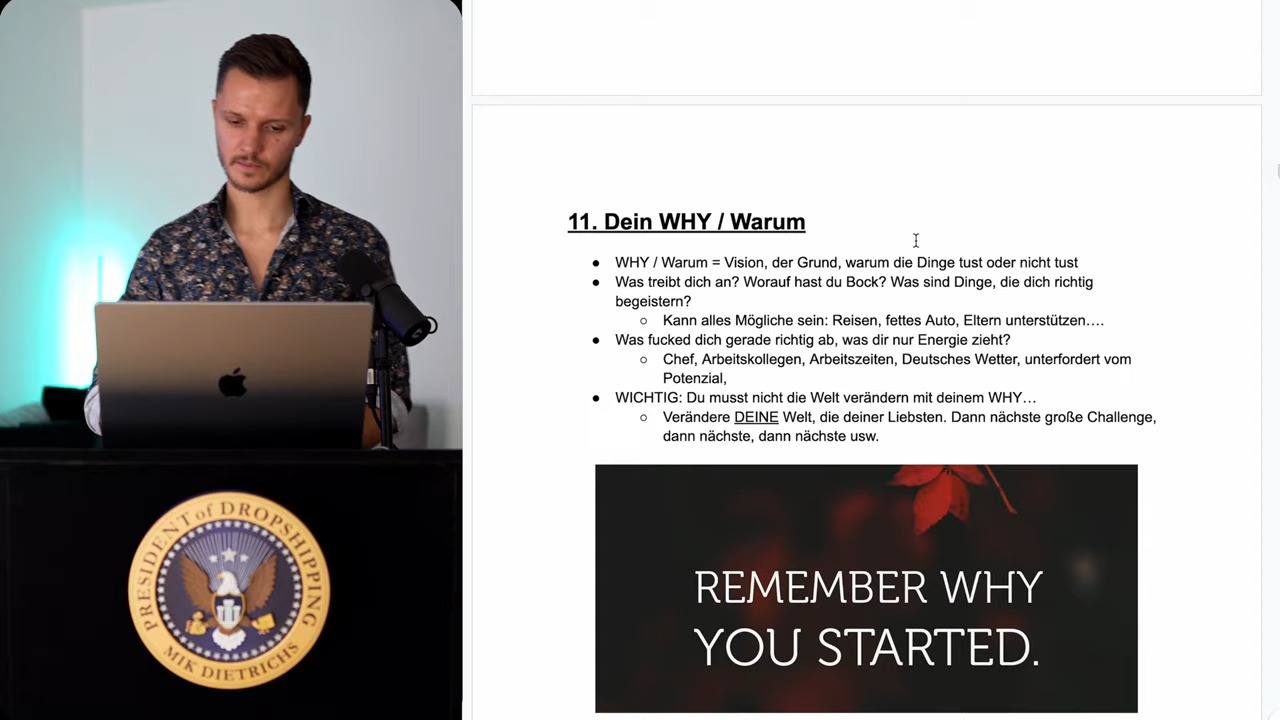 11. Dein WHY / Warum
● WHY / Warum = Vision, der Grund, warum die Dinge tust oder nicht tust
● Was treibt dich an? Worauf hast du Bock? Was sind Dinge, die dich richtig
begeistern?
○ Kann alles Mögliche sein: Reisen, fettes Auto, Eltern unterstützen….
● Was fucked dich gerade richtig ab, was dir nur Energie zieht?
○ Chef, Arbeitskollegen, Arbeitszeiten, Deutsches Wetter, unterfordert vom
Potenzial,
● WICHTIG: Du musst nicht die Welt verändern mit deinem WHY…
○ Verändere DEINE Welt, die deiner Liebsten. Dann nächste große Challenge,
dann nächste, dann nächste usw.
REMEMBER WHY
YOU STARTED.
PRESIDENT of DROPSHIPPING
MIK DIETRICHS